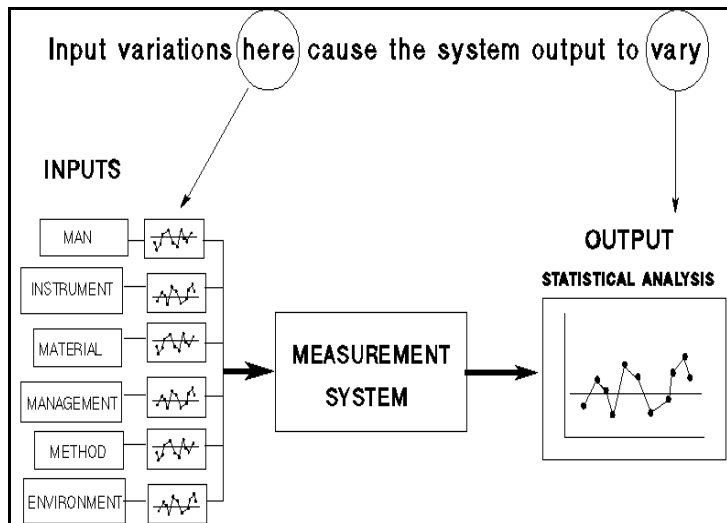 Input variations here cause the system output to vary
INPUTS
MAN
INSTRUMENT
MATERIAL
MANAGEMENT
METHOD
ENVIRONMENT
MEASUREMENT
SYSTEM
OUTPUT
STATISTICAL ANALYSIS